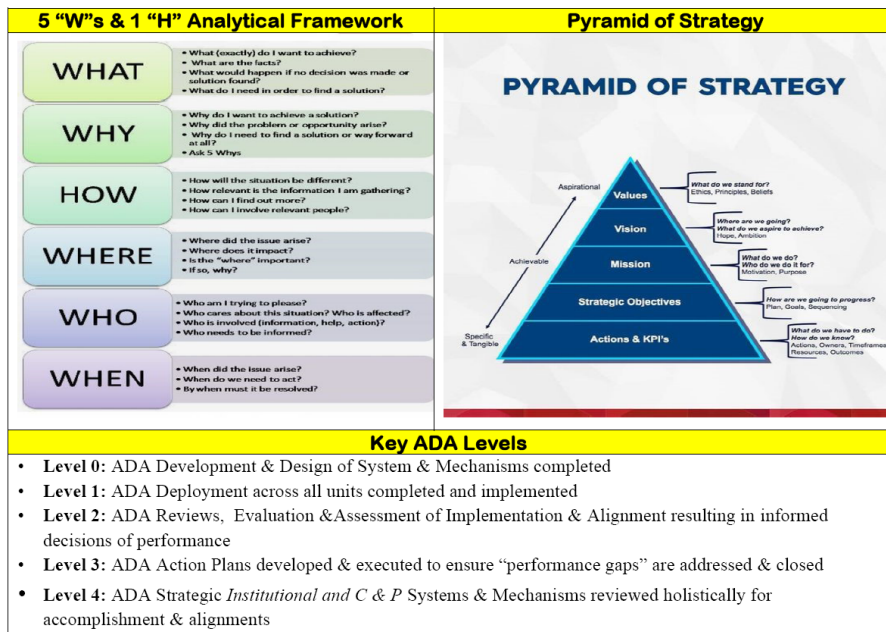 5 “W”s & 1 “H” Analytical Framework
WHAT
• What (exactly) do I want to achieve?
• What are the facts?
• What would happen if no decision was made or
solution found?
• What do I need in order to find a solution?
WHY
• Why do I want to achieve a solution?
• Why did the problem or opportunity arise?
• Why do I need to find a solution or way forward
at all?
• Ask 5 Whys
HOW
• How will the situation be different?
• How relevant is the information I am gathering?
• How can I find out more?
• How can I involve relevant people?
WHERE
• Where did the issue arise?
• Where does it impact?
• Is the “where” important?
• If so, why?
WHO
• Who am I trying to please?
• Who cares about this situation? Who is affected?
• Who is involved (information, help, action)?
• Who needs to be informed?
WHEN
• When did the issue arise?
• When do we need to act?
• By when must it be resolved?
Pyramid of Strategy
PYRAMID OF STRATEGY
Aspirational
Achievable
Specific
& Tangible
Values
Vision
Mission
Strategic Objectives
Actions & KPI's
What do we stand for?
Ethics, Principles, Beliefs
Where are we going?
What do we aspire to achieve?
Hope, Ambition
What do we do?
Who do we do it for?
Motivation, Purpose
How are we going to progress?
Plan, Goals, Sequencing
What do we have to do?
How do we know?
Actions, Owners, Timeframes
Resources, Outcomes
Key ADA Levels
• Level 0: ADA Development & Design of System & Mechanisms completed
• Level 1: ADA Deployment across all units completed and implemented
• Level 2: ADA Reviews, Evaluation &Assessment of Implementation & Alignment resulting in informed
decisions of performance
• Level 3: ADA Action Plans developed & executed to ensure “performance gaps” are addressed & closed
• Level 4: ADA Strategic Institutional and C & P Systems & Mechanisms reviewed holistically for
accomplishment & alignments